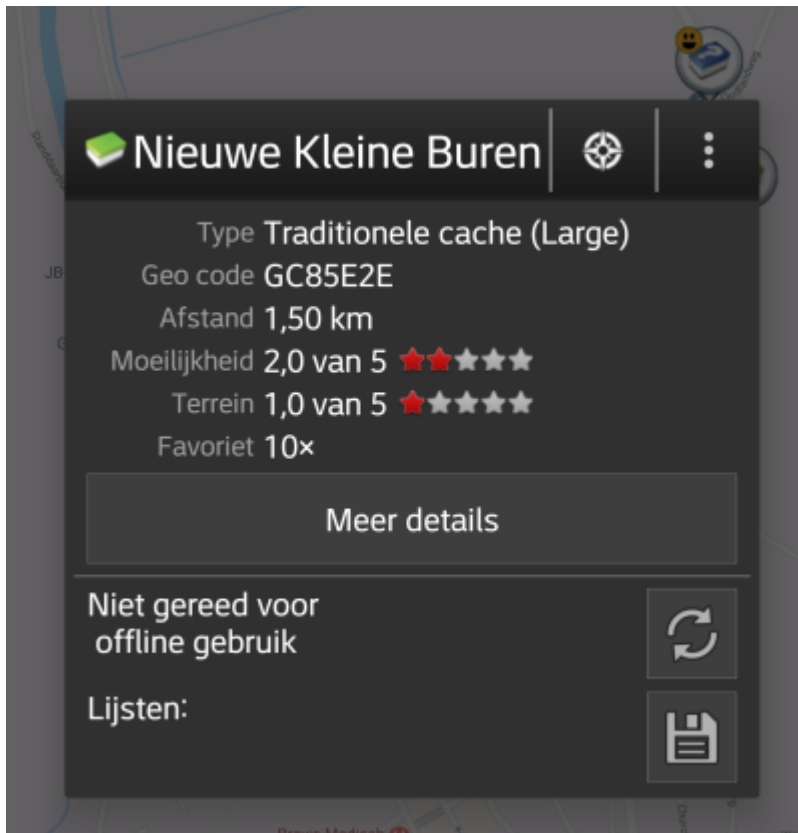 Nieuwe Kleine Buren
Type Traditionele cache (Large)
JB-
Geo code GC85E2E
Afstand 1,50 km
Moeilijkheid 2,0 van 5
Terrein 1,0 van 5
Favoriet 10×
Meer details
Niet gereed voor
offline gebruik
Lijsten: